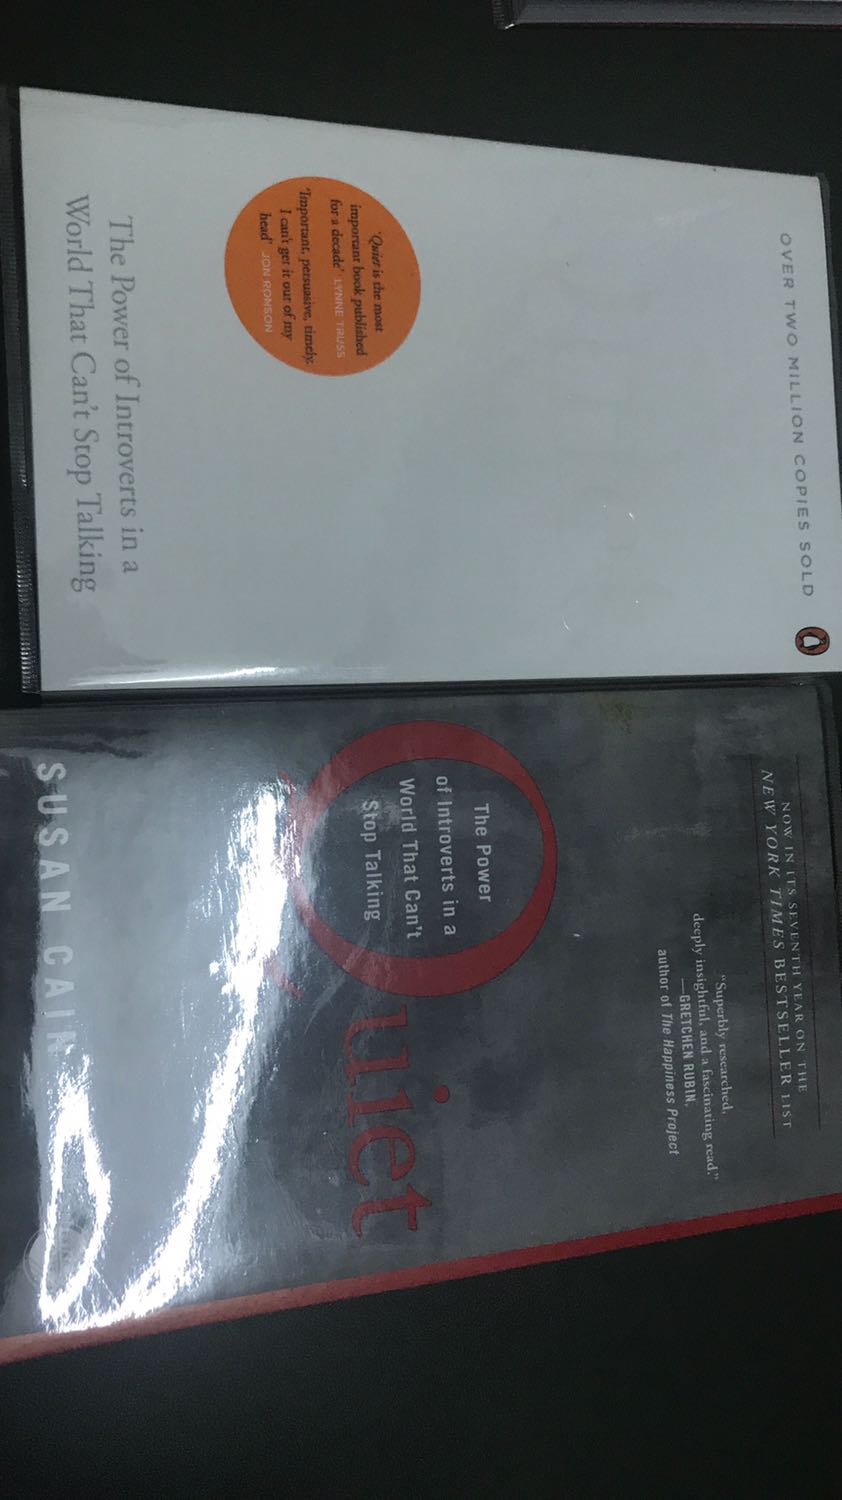 OVER TWO MILLION COPIES SOLD
'Quiet is the most
important book published
for a decade' LYNNE TRUSS
'Important, persuasive, timely,
I can't get it out of my
head' JON RONSON
The Power of Introverts in a
World That Can't Stop Talking
NOW IN ITS SEVENTH YEAR ON THE
NEW YORK TIMES BESTSELLER LIST
"Superbly researched,
deeply insightful, and a fascinating read."
—GRETCHEN RUBIN,
author of The Happiness Project
The Power
of Introverts in a
World That Can't
Stop Talking
Quiet
SUSAN CAIN